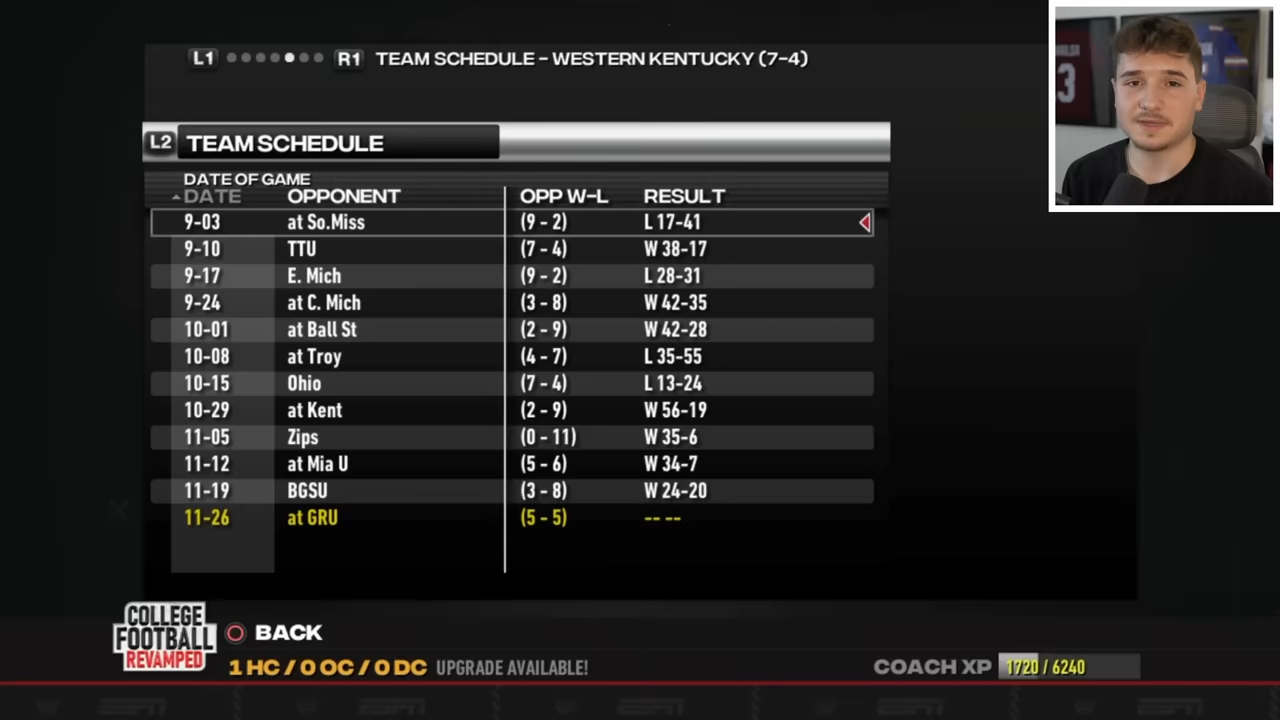 L1 R1 TEAM SCHEDULE - WESTERN KENTUCKY (7-4)
L2 TEAM SCHEDULE
DATE OF GAME
DATE OPPONENT OPP W-L RESULT
9-03 at So.Miss (9 - 2) L 17-41
9-10 TTU (7 - 4) W 38-17
9-17 E. Mich (9 - 2) L 28-31
9-24 at C. Mich (3 - 8) W 42-35
10-01 at Ball St (2 - 9) W 42-28
10-08 at Troy (4 - 7) L 35-55
10-15 Ohio (7 - 4) L 13-24
10-29 at Kent (2 - 9) W 56-19
11-05 Zips (0 - 11) W 35-6
11-12 at Mia U (5 - 6) W 34-7
11-19 BGSU (3 - 8) W 24-20
11-26 at GRU (5 - 5) -- --
COLLEGE
FOOTBALL
REVAMPED
BACK
1 HC / 0 OC / 0 DC UPGRADE AVAILABLE!
COACH XP 1720 / 6240
3
ESPN ESPN ESPN ESPN ESPN